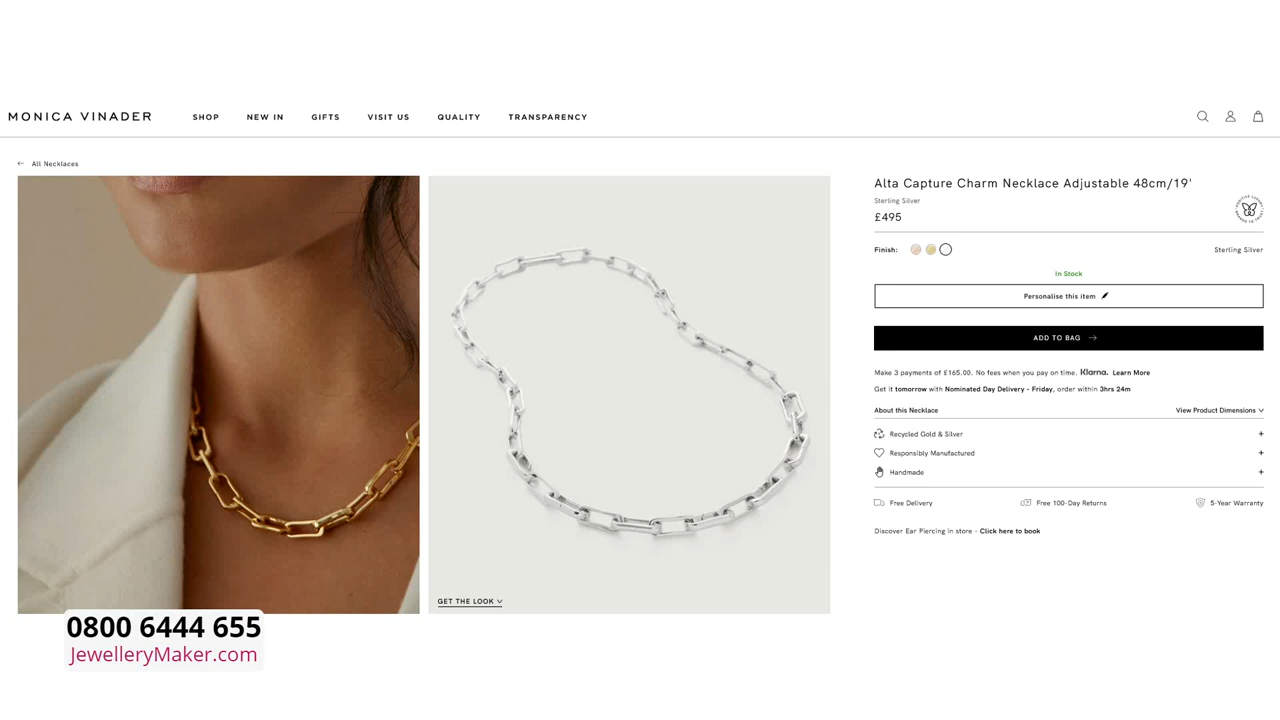 MONICA VINADER
SHOP
NEW IN
GIFTS
VISIT US
QUALITY
TRANSPARENCY
← All Necklaces
Alta Capture Charm Necklace Adjustable 48cm/19'
Sterling Silver
£495
Finish:
Sterling Silver
In Stock
Personalise this item
ADD TO BAG →
Make 3 payments of £165.00. No fees when you pay on time. Klarna. Learn More
Get it tomorrow with Nominated Day Delivery - Friday, order within 3hrs 24m
About this Necklace
View Product Dimensions
Recycled Gold & Silver +
Responsibly Manufactured +
Handmade +
Free Delivery
Free 100-Day Returns
5-Year Warranty
Discover Ear Piercing in store - Click here to book
GET THE LOOK
0800 6444 655
JewelleryMaker.com